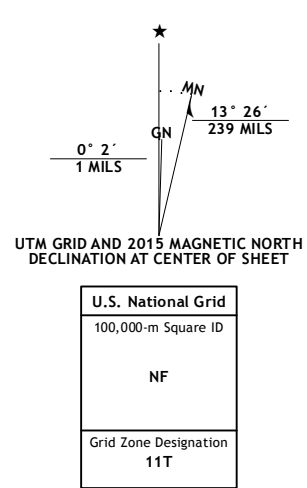 ★
MN
GN
13° 26´
239 MILS
0° 2´
1 MILS
UTM GRID AND 2015 MAGNETIC NORTH
DECLINATION AT CENTER OF SHEET
U.S. National Grid
100,000-m Square ID
NF
Grid Zone Designation
11T